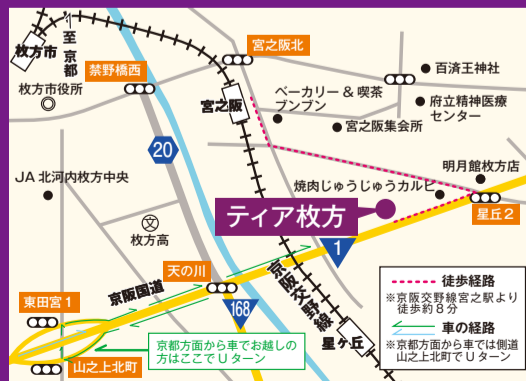 枚方市
至 京都
宮之阪北
禁野橋西
枚方市役所
宮之阪
ベーカリー & 喫茶
ブンブン
百済王神社
府立精神医療
センター
宮之阪集会所
20
明月館枚方店
焼肉じゅうじゅうカルビ
JA 北河内枚方中央
ティア枚方
星丘2
文
枚方高
1
天の川
京阪国道
168
京阪交野線
星ヶ丘
東田宮1
山之上北町
京都方面から車でお越しの
方はここで U ターン
徒歩経路
※京阪交野線宮之駅より
徒歩約8分
車の経路
※京都方面から車では側道
山之上北町で U ターン